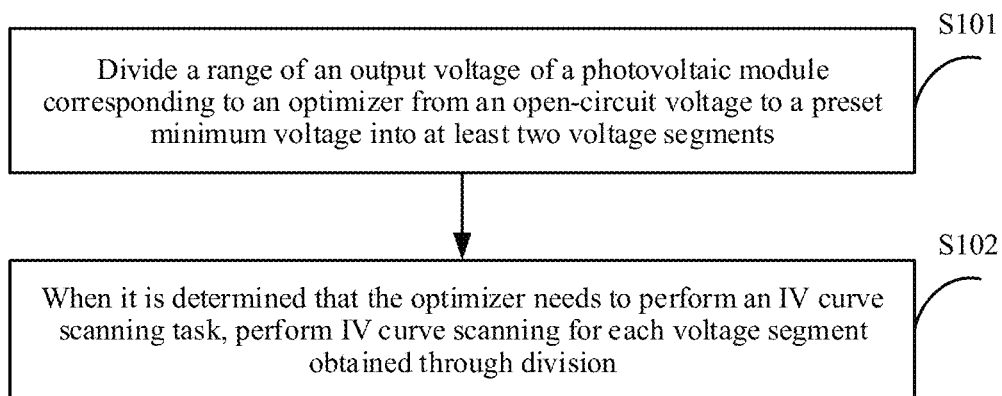 S101
Divide a range of an output voltage of a photovoltaic module
corresponding to an optimizer from an open-circuit voltage to a preset
minimum voltage into at least two voltage segments
S102
When it is determined that the optimizer needs to perform an IV curve
scanning task, perform IV curve scanning for each voltage segment
obtained through division